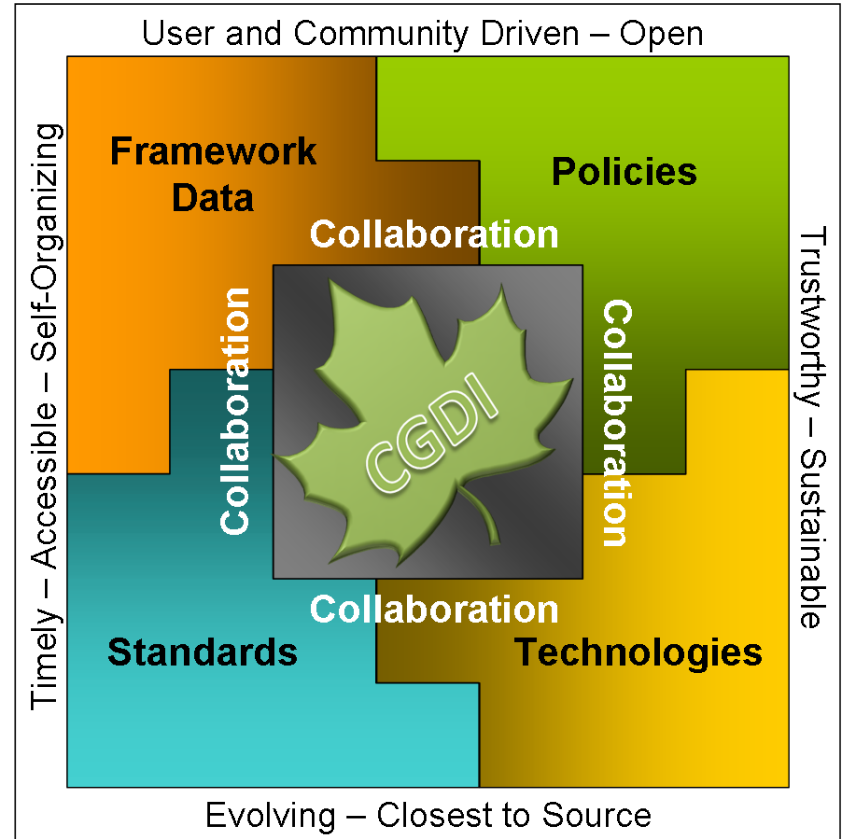 User and Community Driven – Open
Framework
Data
Policies
Collaboration
Timely – Accessible – Self-Organizing
Collaboration
CGDI
Collaboration
Trustworthy – Sustainable
Collaboration
Standards
Technologies
Evolving – Closest to Source